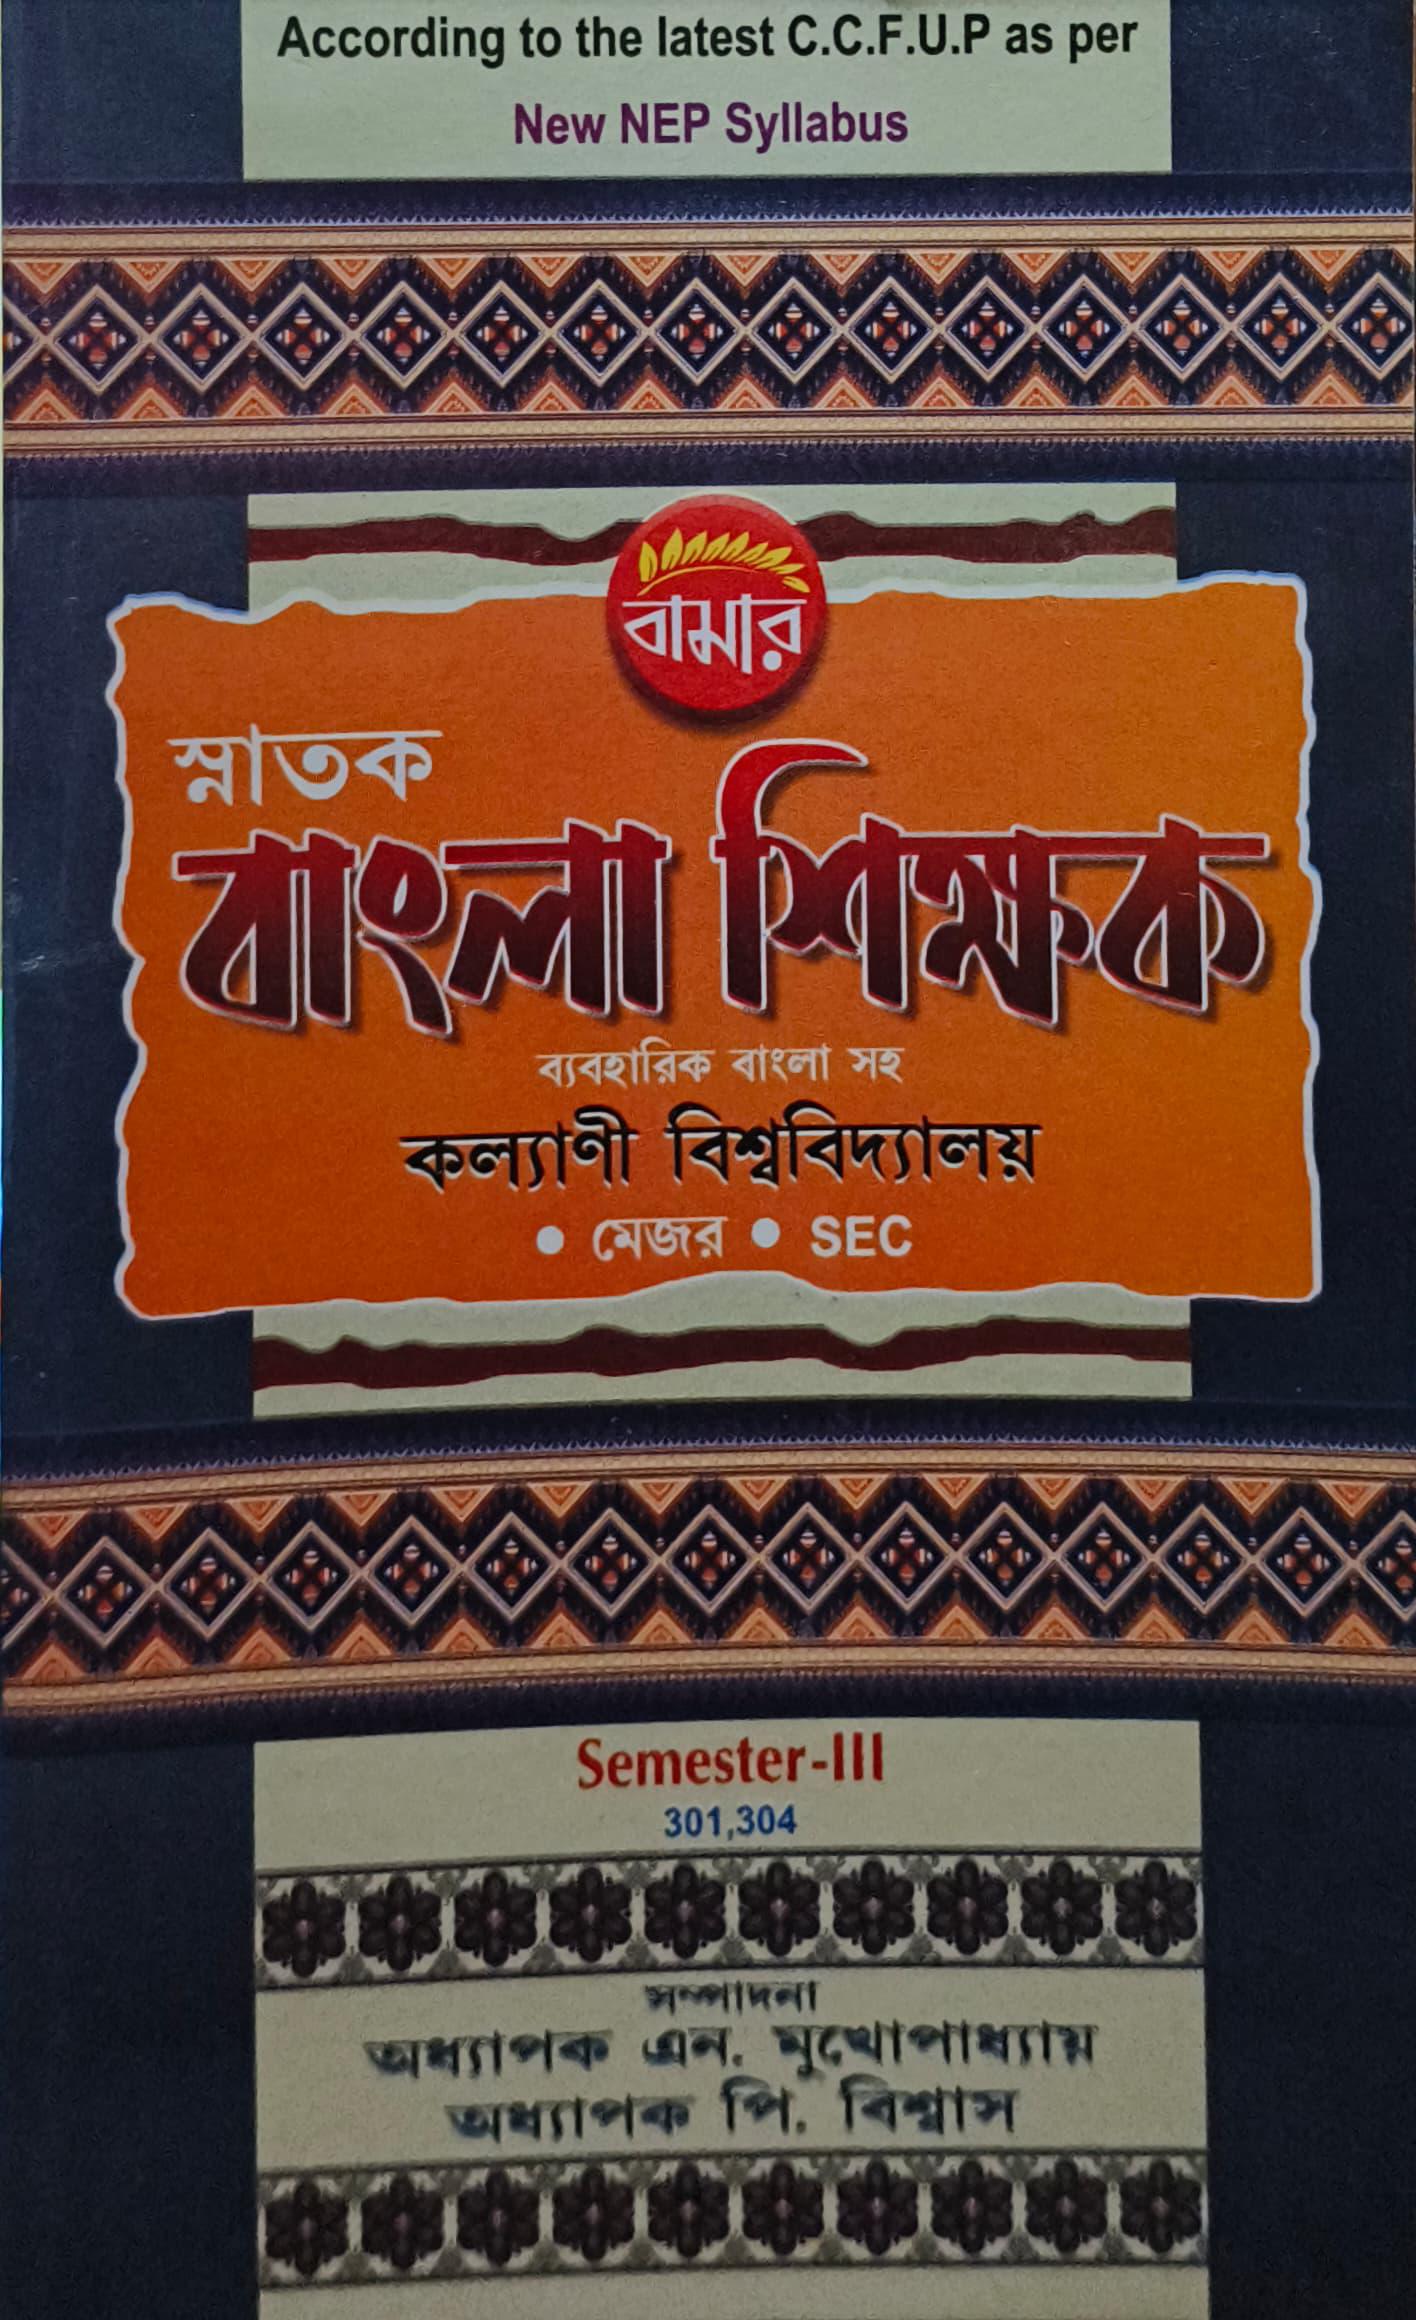 According to the latest C.C.F.U.P as per
New NEP Syllabus
বামার
স্নাতক
বাংলা শিক্ষক
ব্যবহারিক বাংলা সহ
কল্যাণী বিশ্ববিদ্যালয়
• মেজর • SEC
Semester-III
301,304
সম্পাদনা
অধ্যাপক এন. মুখোপাধ্যায়
অধ্যাপক পি. বিশ্বাস